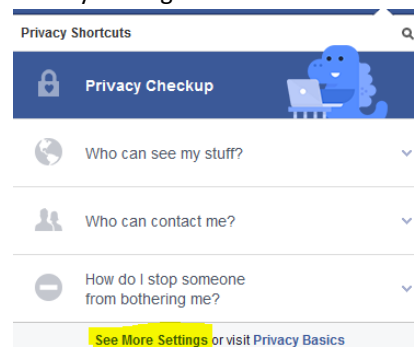 Privacy Shortcuts
Privacy Checkup
Who can see my stuff?
Who can contact me?
How do I stop someone
from bothering me?
See More Settings or visit Privacy Basics